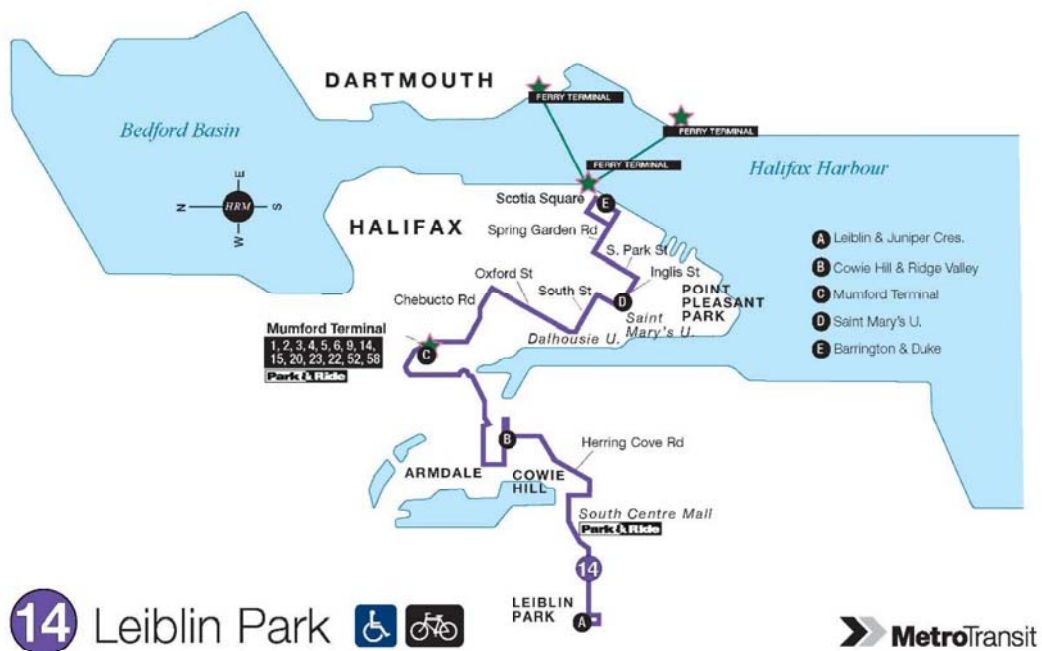 DARTMOUTH
FERRY TERMINAL
Bedford Basin
FERRY TERMINAL
FERRY TERMINAL
Halifax Harbour
E
N HRM S
W
Scotia Square E
HALIFAX
Spring Garden Rd
S. Park St
Oxford St
Inglis St
Chebucto Rd
South St
POINT
PLEASANT
PARK
D
Saint
Mary's U.
Dalhousie U.
A Leiblin & Juniper Cres.
B Cowie Hill & Ridge Valley
C Mumford Terminal
D Saint Mary's U.
E Barrington & Duke
Mumford Terminal
1, 2, 3, 4, 5, 6, 9, 14,
15, 20, 23, 22, 52, 58
Park & Ride
C
B
Herring Cove Rd
ARMDALE
COWIE
HILL
South Centre Mall
Park & Ride
14
LEIBLIN
PARK
A
14 Leiblin Park
MetroTransit